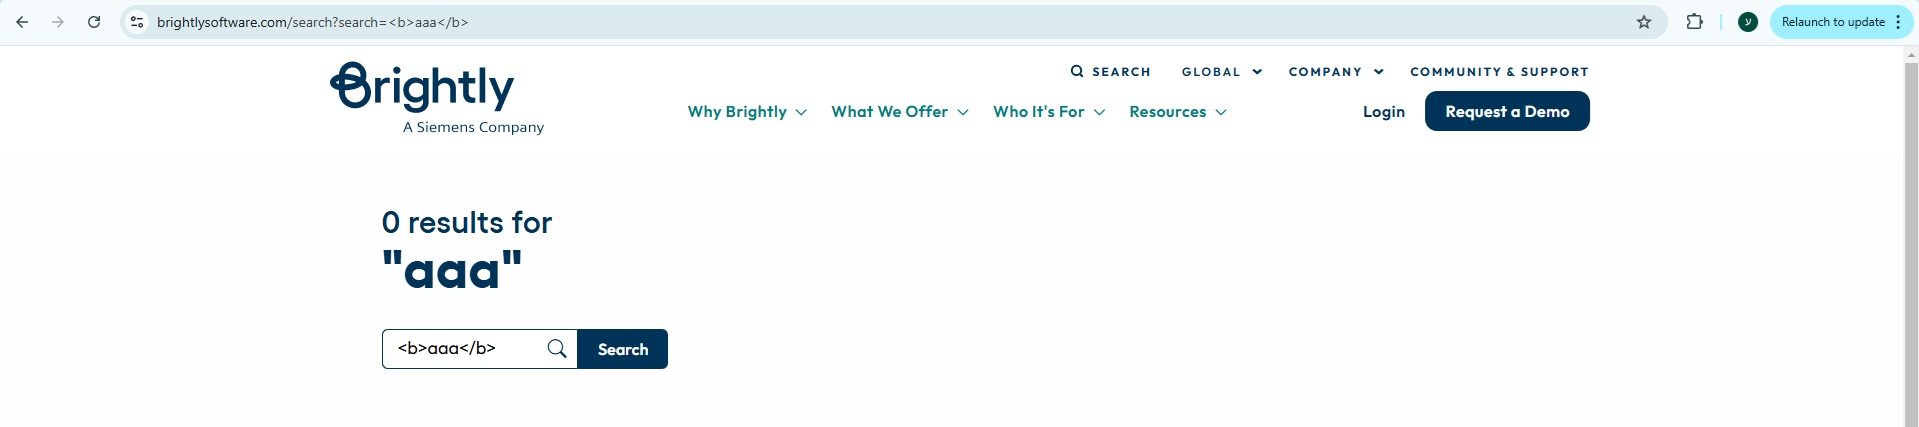 brightlysoftware.com/search?search=<b>aaa</b>
ע
Relaunch to update
Brightly
A Siemens Company
SEARCH
GLOBAL
COMPANY
COMMUNITY & SUPPORT
Why Brightly
What We Offer
Who It's For
Resources
Login
Request a Demo
0 results for
"aaa"
<b>aaa</b>
Search